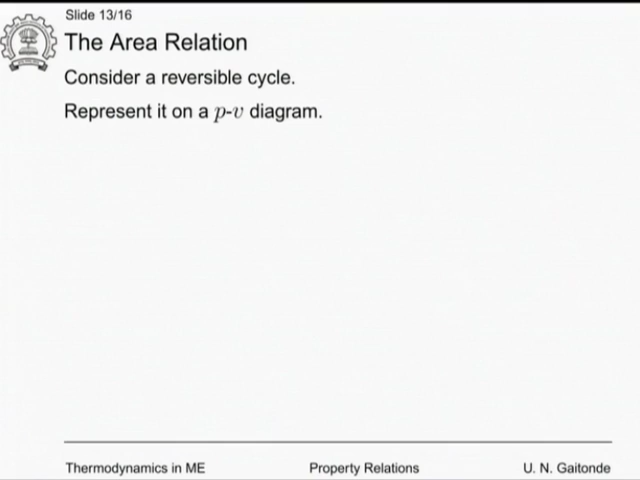 Slide 13/16
The Area Relation
Consider a reversible cycle.
Represent it on a p-v diagram.
Thermodynamics in ME Property Relations U. N. Gaitonde